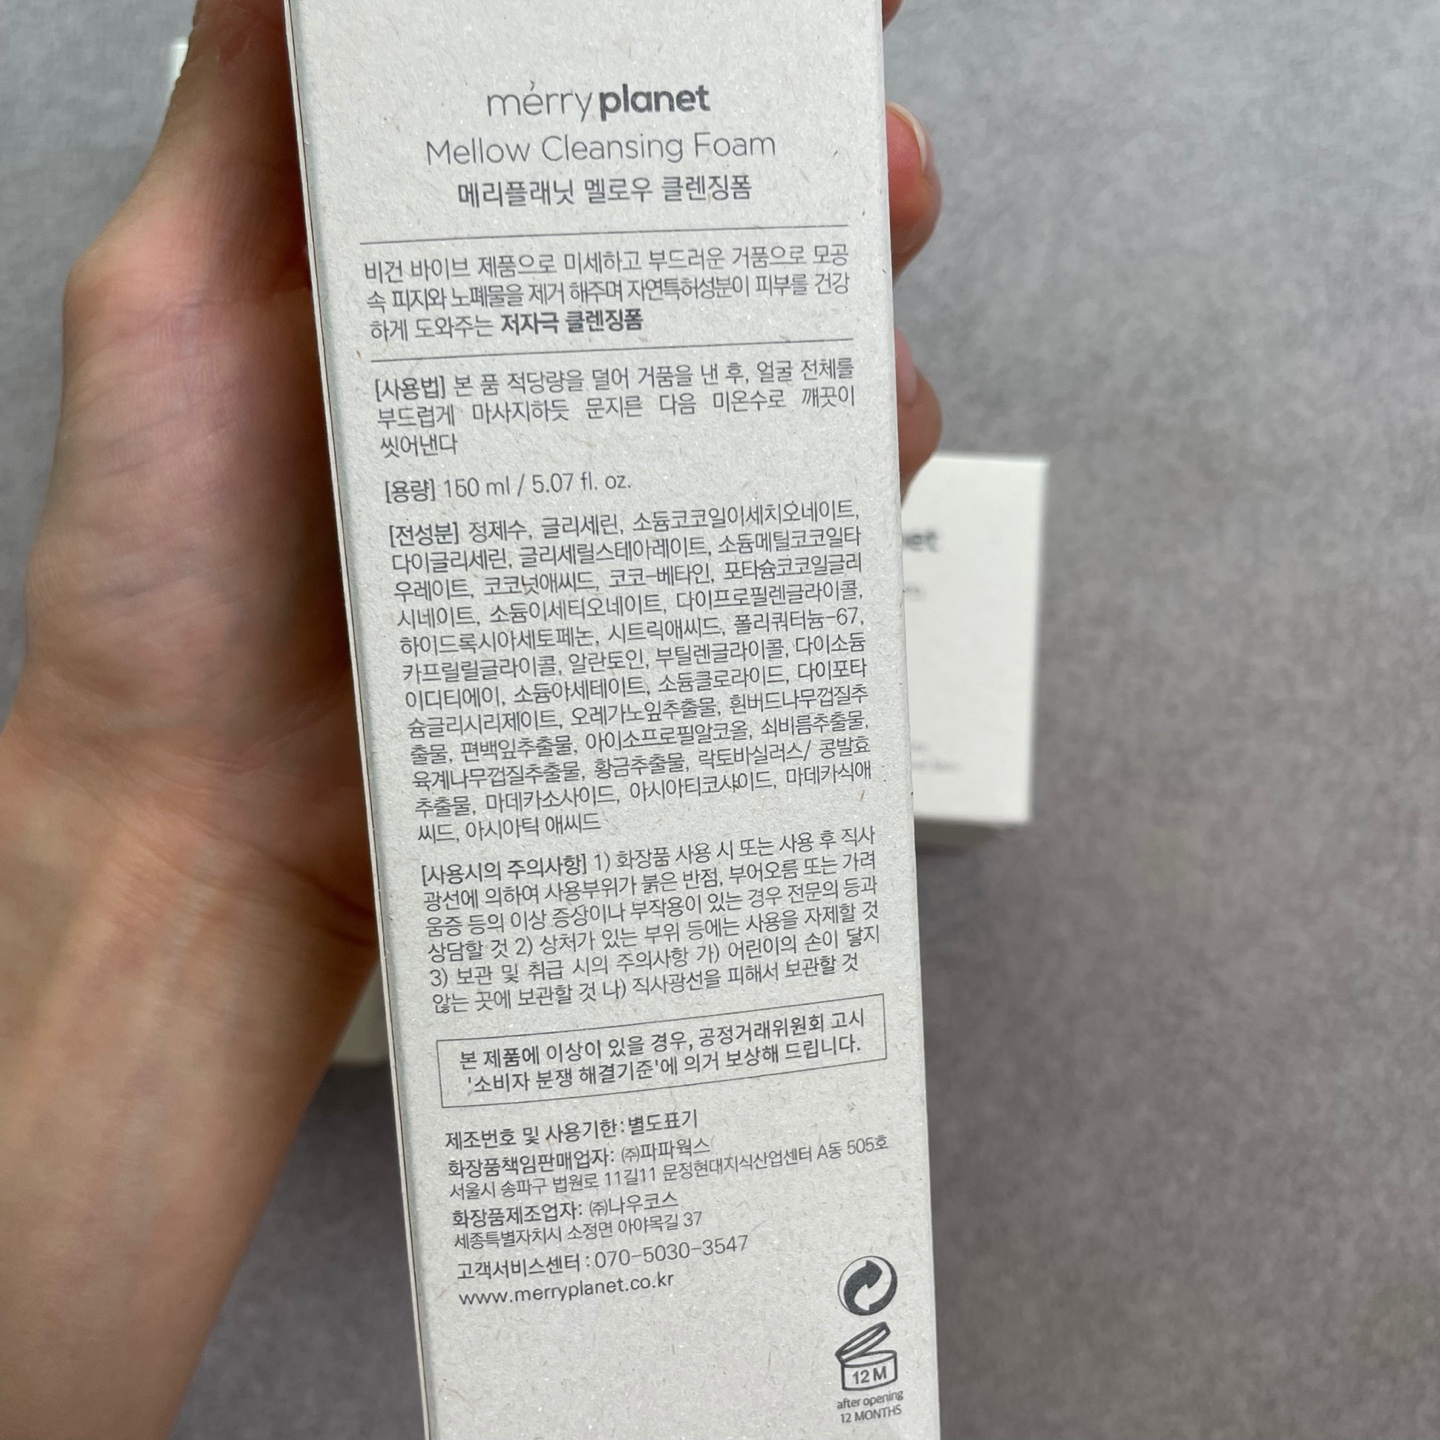 merry planet
Mellow Cleansing Foam
메리플래닛 멜로우 클렌징폼
비건 바이브 제품으로 미세하고 부드러운 거품으로 모공
속 피지와 노폐물을 제거 해주며 자연특허성분이 피부를 건강
하게 도와주는 저자극 클렌징폼
[사용법] 본 품 적당량을 덜어 거품을 낸 후, 얼굴 전체를
부드럽게 마사지하듯 문지른 다음 미온수로 깨끗이
씻어낸다
[용량] 150 ml / 5.07 fl. oz.
[전성분] 정제수, 글리세린, 소듐코코일이세치오네이트,
다이글리세린, 글리세릴스테아레이트, 소듐메틸코코일타
우레이트, 코코넛애씨드, 코코-베타인, 포타슘코코일글리
시네이트, 소듐이세티오네이트, 다이프로필렌글라이콜,
하이드록시아세토페논, 시트릭애씨드, 폴리쿼터늄-67,
카프릴릴글라이콜, 알란토인, 부틸렌글라이콜, 다이소듐
이디티에이, 소듐아세테이트, 소듐클로라이드, 다이포타
슘글리시리제이트, 오레가노잎추출물, 흰버드나무껍질추
출물, 편백잎추출물, 아이소프로필알코올, 쇠비름추출물,
육계나무껍질추출물, 황금추출물, 락토바실러스/ 콩발효
추출물, 마데카소사이드, 아시아티코사이드, 마데카식애
씨드, 아시아틱 애씨드
[사용시의 주의사항] 1) 화장품 사용 시 또는 사용 후 직사
광선에 의하여 사용부위가 붉은 반점, 부어오름 또는 가려
움증 등의 이상 증상이나 부작용이 있는 경우 전문의 등과
상담할 것 2) 상처가 있는 부위 등에는 사용을 자제할 것
3) 보관 및 취급 시의 주의사항 가) 어린이의 손이 닿지
않는 곳에 보관할 것 나) 직사광선을 피해서 보관할 것
본 제품에 이상이 있을 경우, 공정거래위원회 고시
'소비자 분쟁 해결기준'에 의거 보상해 드립니다.
제조번호 및 사용기한:별도표기
화장품책임판매업자: ㈜파파웍스
서울시 송파구 법원로 11길11 문정현대지식산업센터 A동 505호
화장품제조업자: ㈜나우코스
세종특별자치시 소정면 아야목길 37
고객서비스센터:070-5030-3547
www.merryplanet.co.kr
12 M
after opening
12 MONTHS